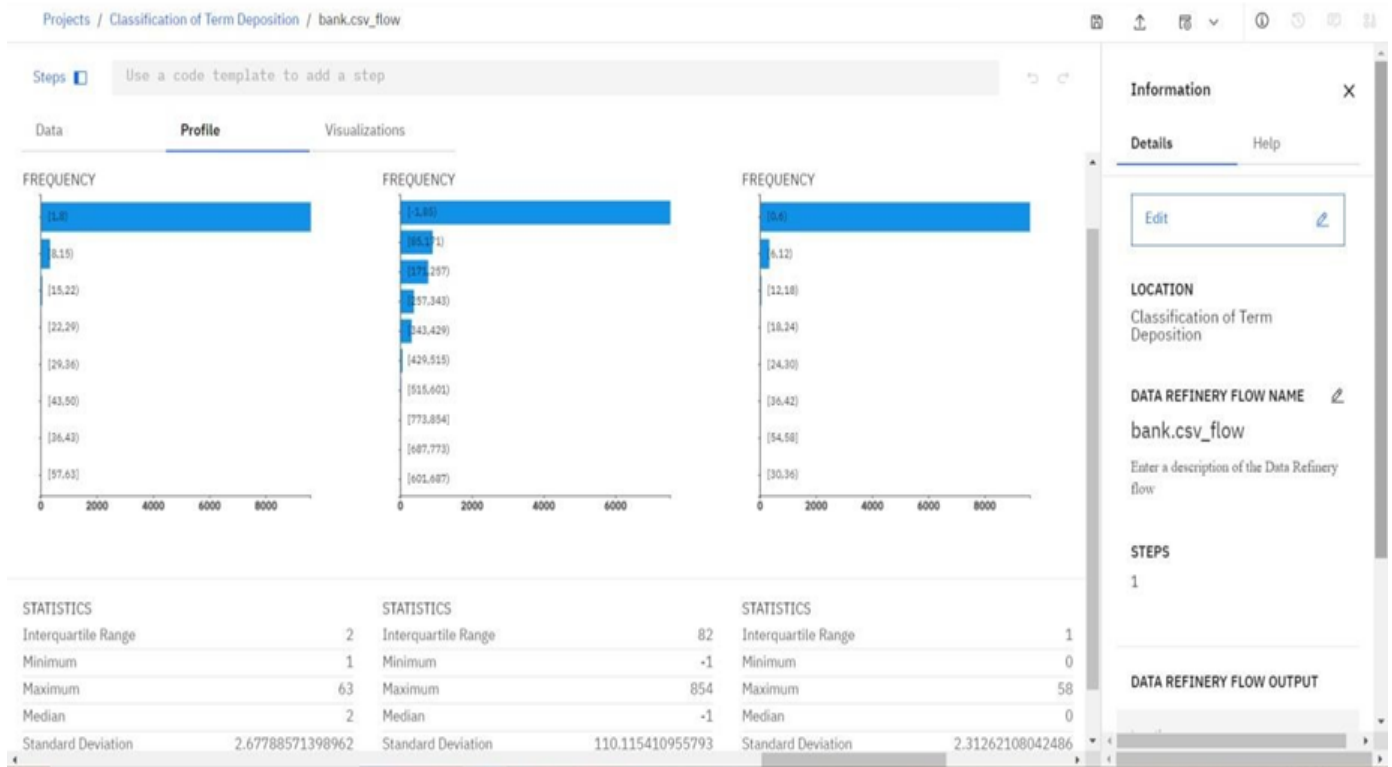 Projects / Classification of Term Deposition / bank.csv_flow
Steps
Use a code template to add a step
Data Profile Visualizations
FREQUENCY
[1,8)
[8,15)
[15,22)
[22,29)
[29,36)
[43,50)
[36,43)
[57,63]
0 2000 4000 6000 8000
FREQUENCY
[-1,85)
[85,171)
[171,257)
[257,343)
[343,429)
[429,515)
[515,601)
[773,854]
[687,773)
[601,687)
0 2000 4000 6000
FREQUENCY
[0,6)
[6,12)
[12,18)
[18,24)
[24,30)
[36,42)
[54,58]
[30,36)
0 2000 4000 6000 8000
STATISTICS
Interquartile Range 2
Minimum 1
Maximum 63
Median 2
Standard Deviation 2.67788571398962
STATISTICS
Interquartile Range 82
Minimum -1
Maximum 854
Median -1
Standard Deviation 110.115410955793
STATISTICS
Interquartile Range 1
Minimum 0
Maximum 58
Median 0
Standard Deviation 2.31262108042486
Information
Details Help
Edit
LOCATION
Classification of Term
Deposition
DATA REFINERY FLOW NAME
bank.csv_flow
Enter a description of the Data Refinery
flow
STEPS
1
DATA REFINERY FLOW OUTPUT